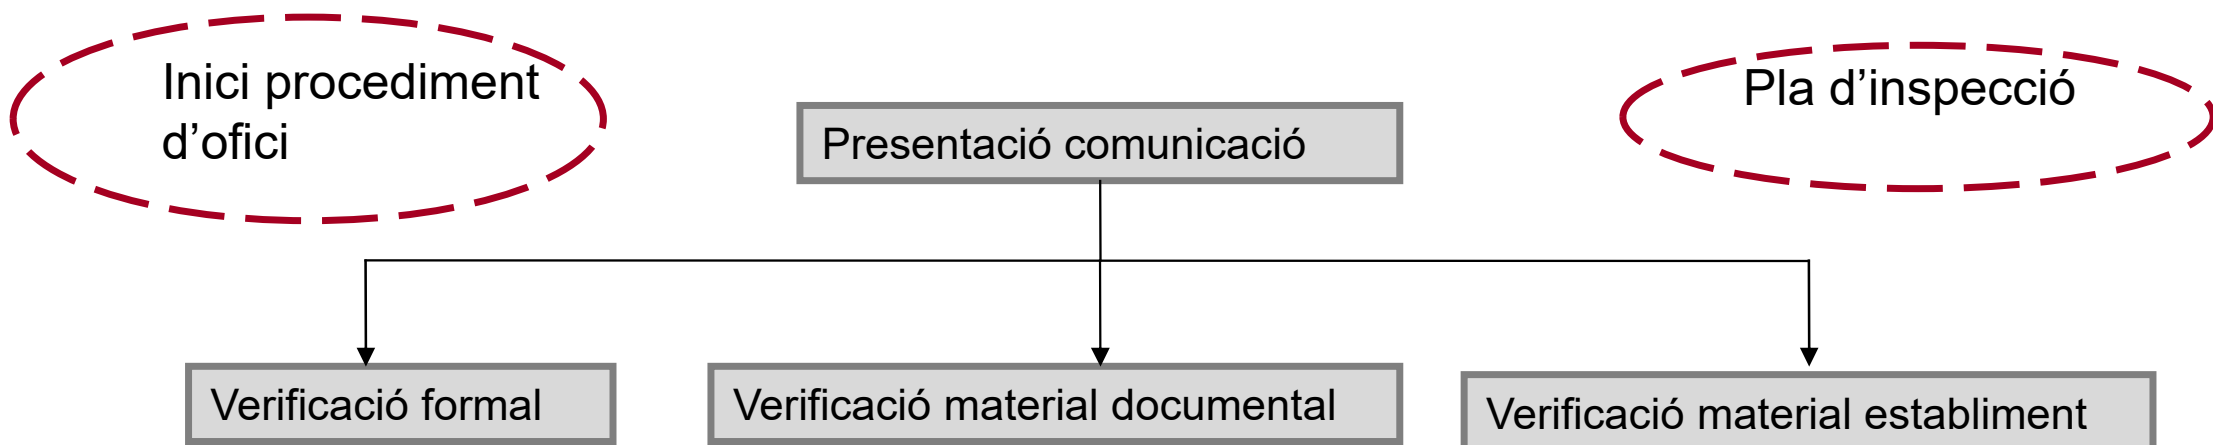 Inici procediment
d’ofici
Pla d’inspecció
Presentació comunicació
Verificació formal
Verificació material documental
Verificació material establiment